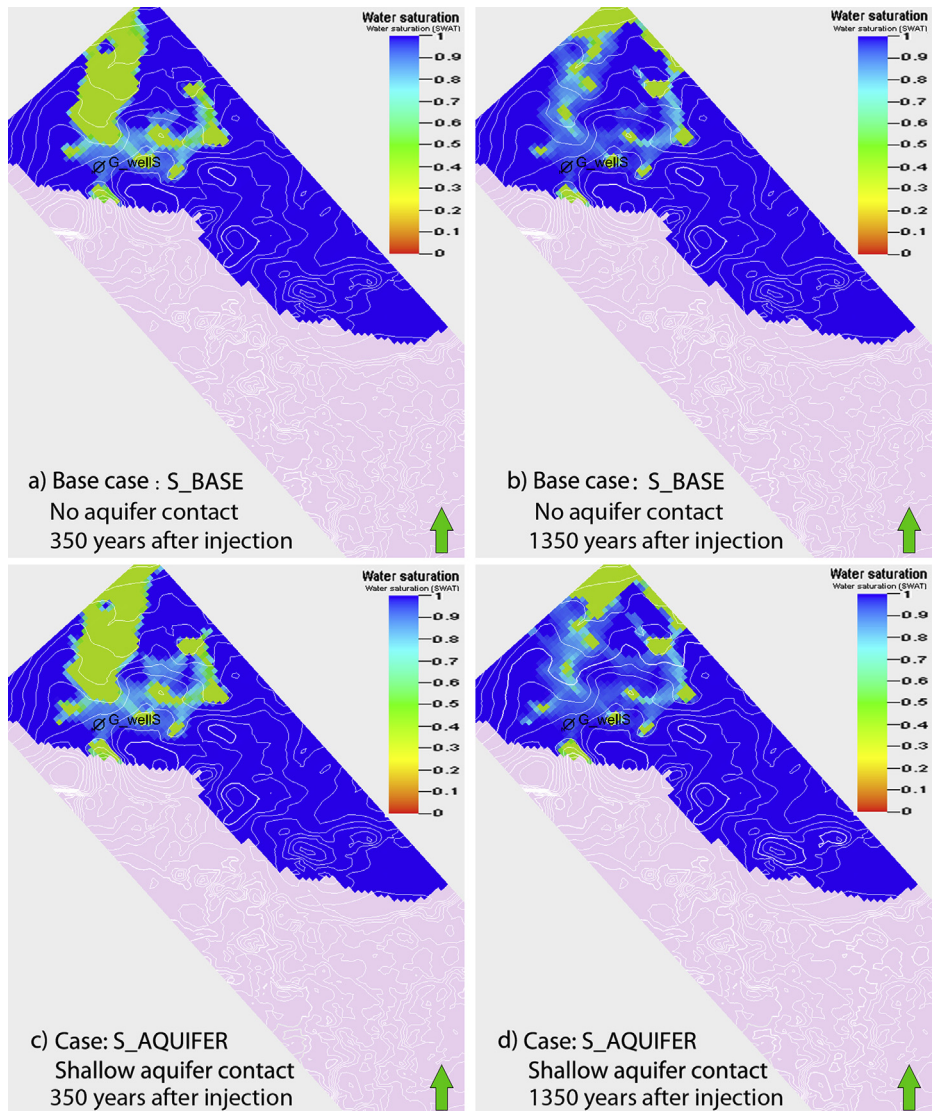 Water saturation
Water saturation (SWAT)
1
0.9
0.8
0.7
0.6
0.5
0.4
0.3
0.2
0.1
0
G_wellS
a) Base case : S_BASE
No aquifer contact
350 years after injection
Water saturation
Water saturation (SWAT)
1
0.9
0.8
0.7
0.6
0.5
0.4
0.3
0.2
0.1
0
G_wellS
b) Base case: S_BASE
No aquifer contact
1350 years after injection
Water saturation
Water saturation (SWAT)
1
0.9
0.8
0.7
0.6
0.5
0.4
0.3
0.2
0.1
0
G_wellS
c) Case: S_AQUIFER
Shallow aquifer contact
350 years after injection
Water saturation
Water saturation (SWAT)
1
0.9
0.8
0.7
0.6
0.5
0.4
0.3
0.2
0.1
0
G_wellS
d) Case: S_AQUIFER
Shallow aquifer contact
1350 years after injection